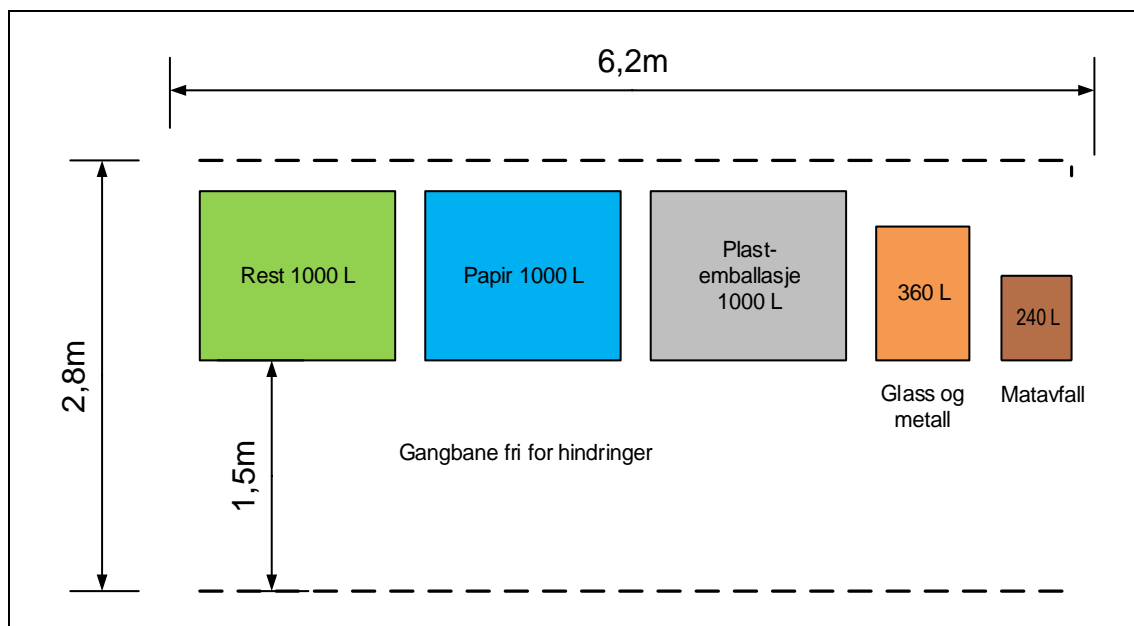 6,2m
2,8m
Rest 1000 L
Papir 1000 L
Plast-
emballasje
1000 L
360 L
240 L
Glass og
metall
Matavfall
1,5m
Gangbane fri for hindringer